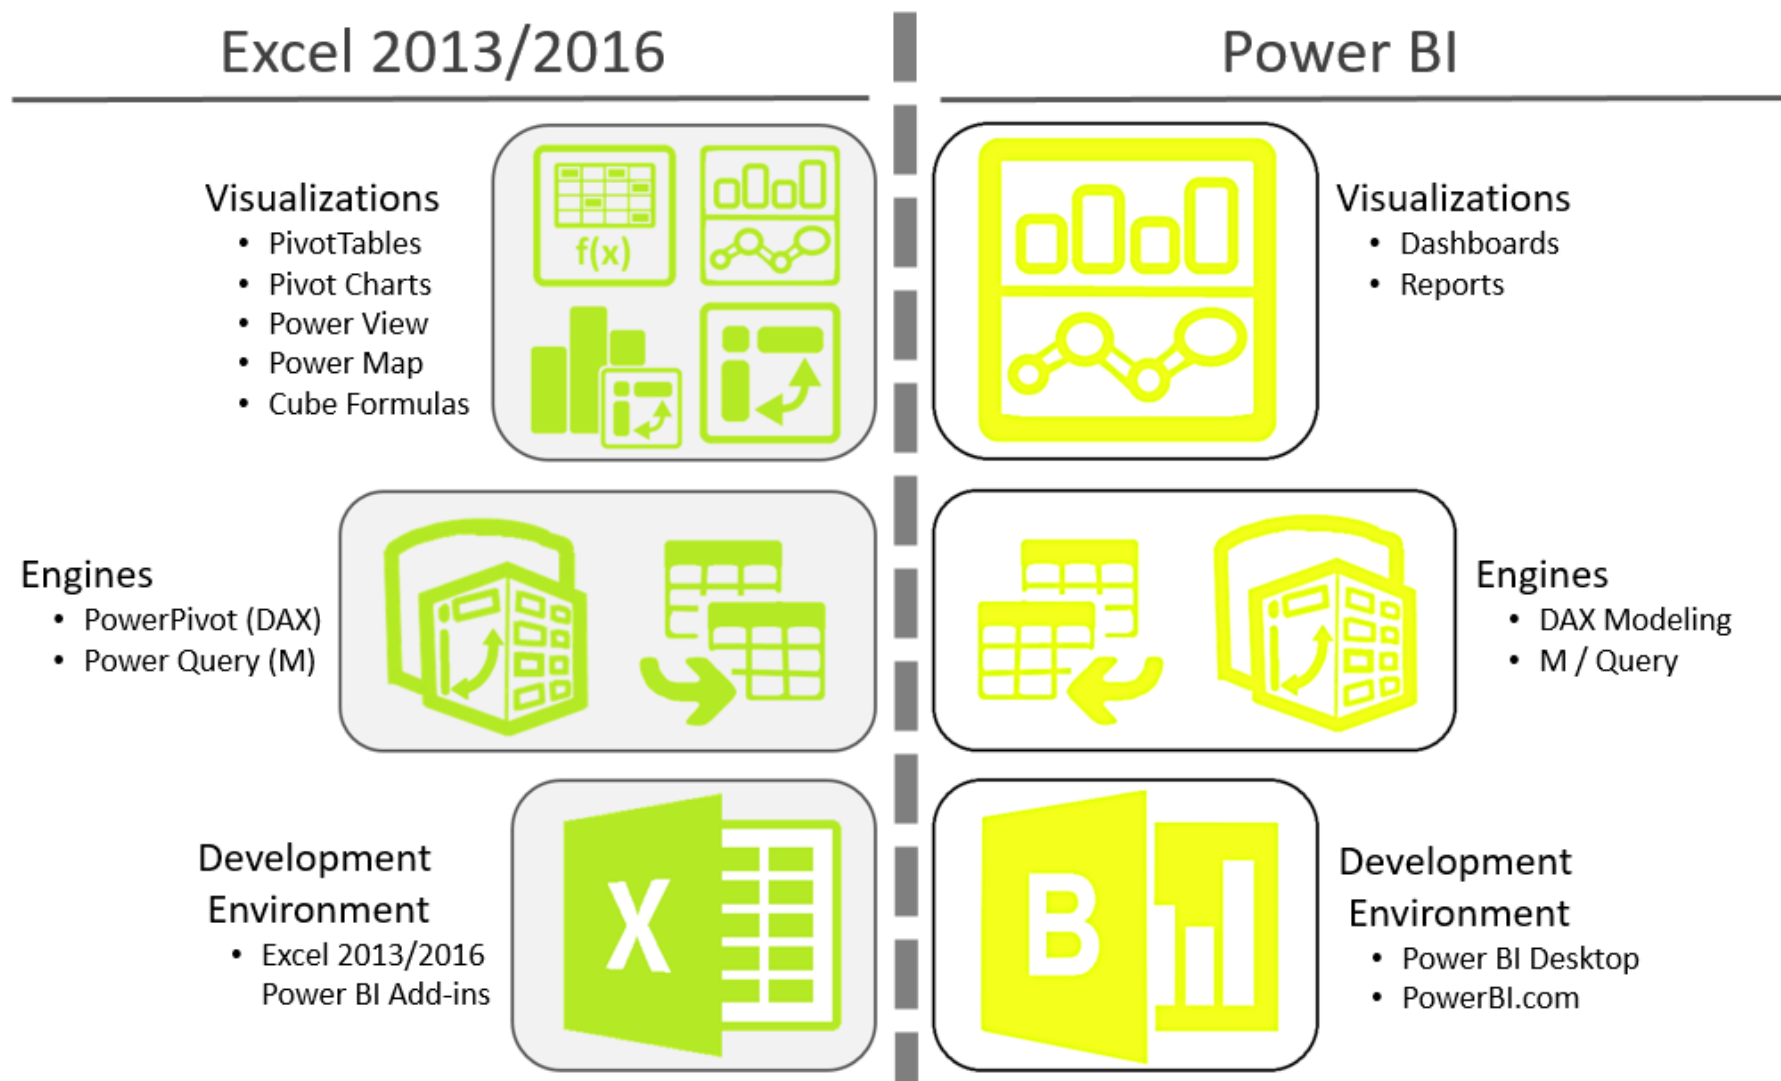 Excel 2013/2016
Visualizations
• PivotTables
• Pivot Charts
• Power View
• Power Map
• Cube Formulas
f(x)
Engines
• PowerPivot (DAX)
• Power Query (M)
Development
Environment
• Excel 2013/2016
Power BI Add-ins
X
Power BI
Visualizations
• Dashboards
• Reports
Engines
• DAX Modeling
• M / Query
Development
Environment
• Power BI Desktop
• PowerBI.com
B